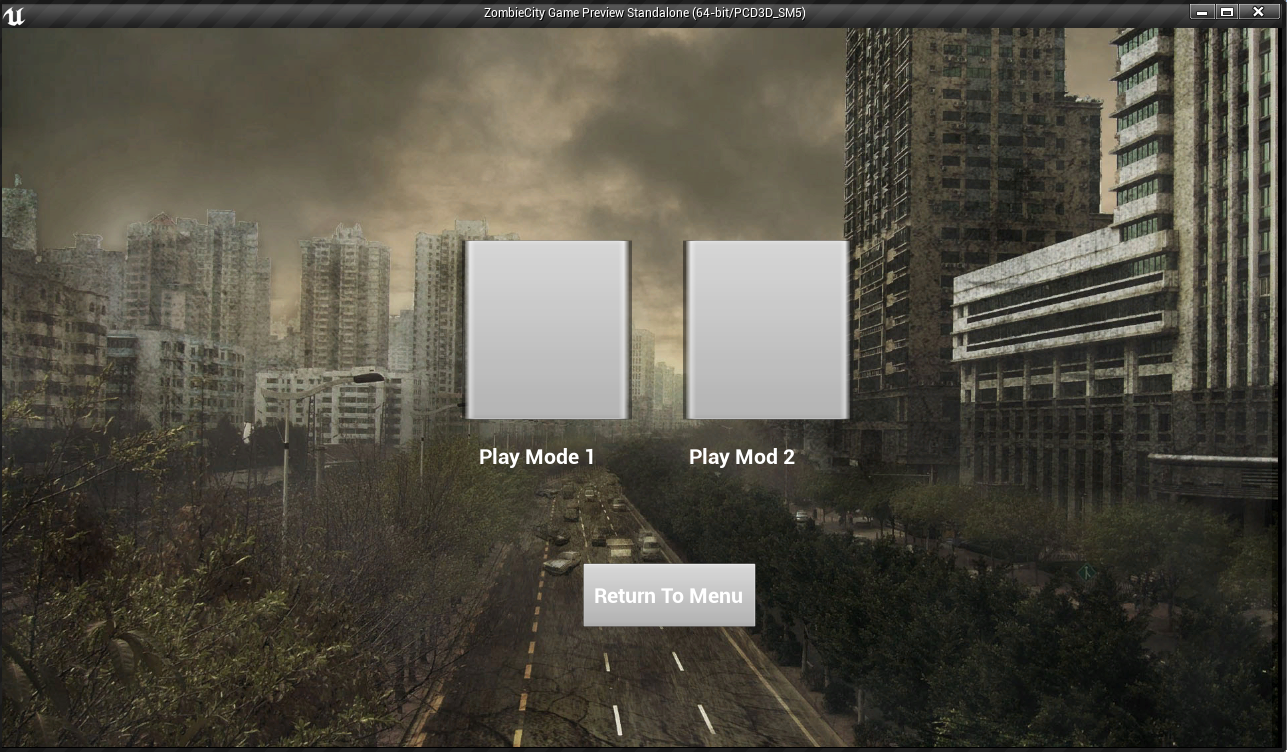 ZombieCity Game Preview Standalone (64-bit/PCD3D_SM5)
Play Mode 1
Play Mod 2
Return To Menu